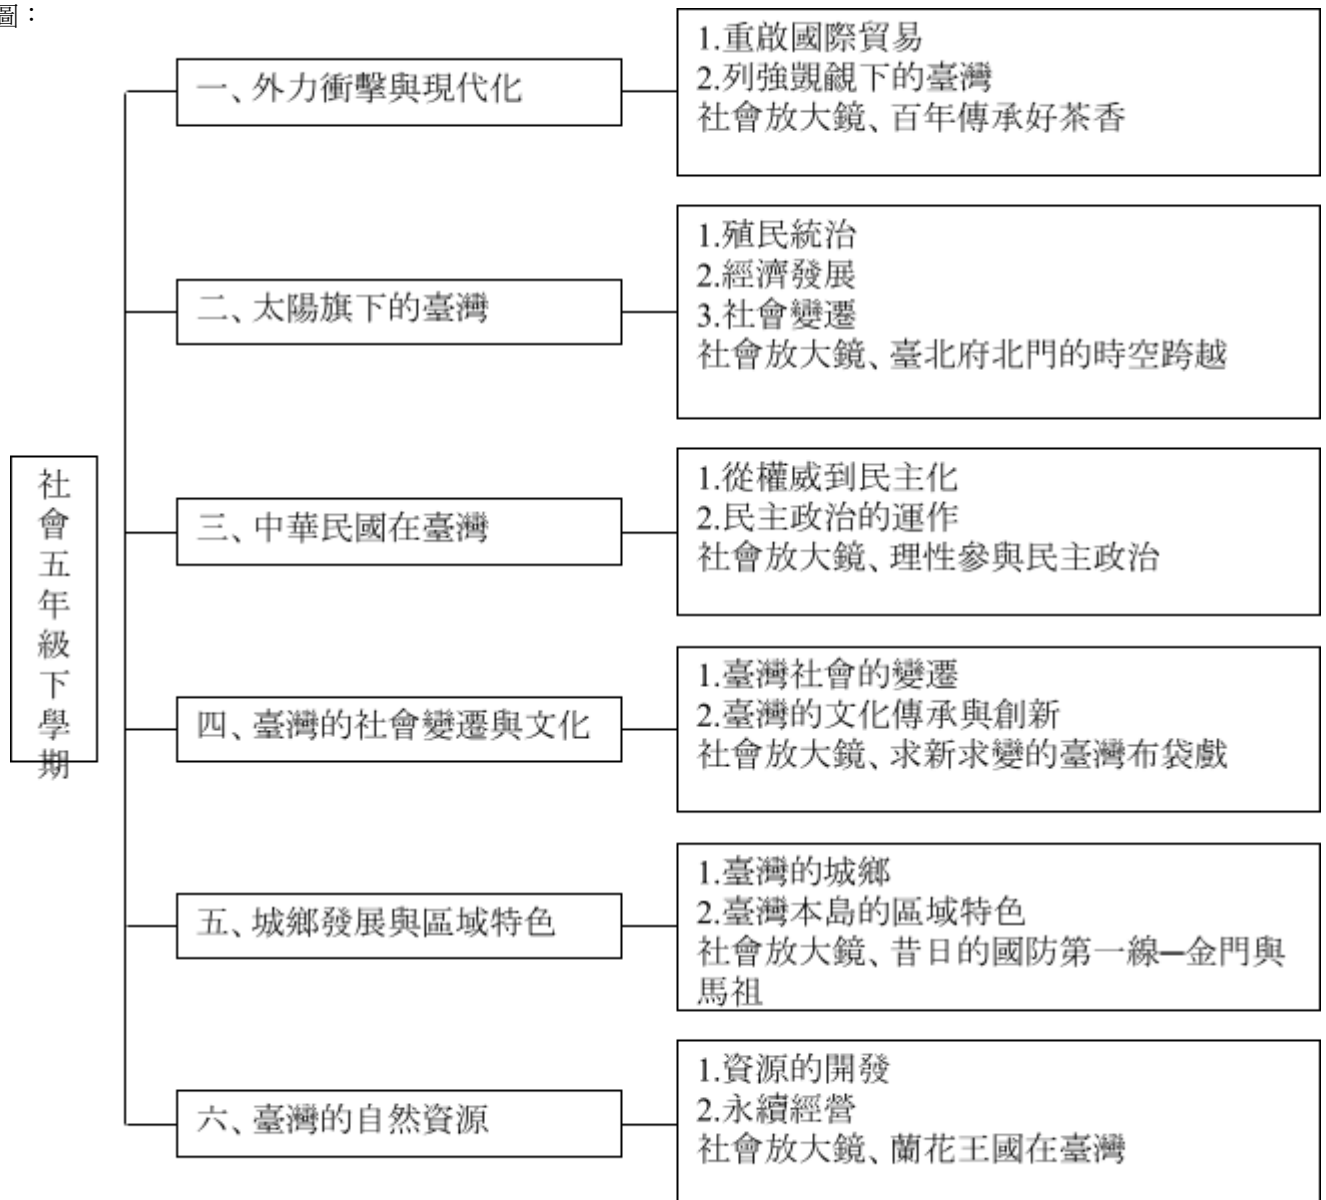 圖：
社會五年級下學期
一、外力衝擊與現代化
1.重啟國際貿易
2.列強覬覦下的臺灣
社會放大鏡、百年傳承好茶香
二、太陽旗下的臺灣
1.殖民統治
2.經濟發展
3.社會變遷
社會放大鏡、臺北府北門的時空跨越
三、中華民國在臺灣
1.從權威到民主化
2.民主政治的運作
社會放大鏡、理性參與民主政治
四、臺灣的社會變遷與文化
1.臺灣社會的變遷
2.臺灣的文化傳承與創新
社會放大鏡、求新求變的臺灣布袋戲
五、城鄉發展與區域特色
1.臺灣的城鄉
2.臺灣本島的區域特色
社會放大鏡、昔日的國防第一線─金門與
馬祖
六、臺灣的自然資源
1.資源的開發
2.永續經營
社會放大鏡、蘭花王國在臺灣